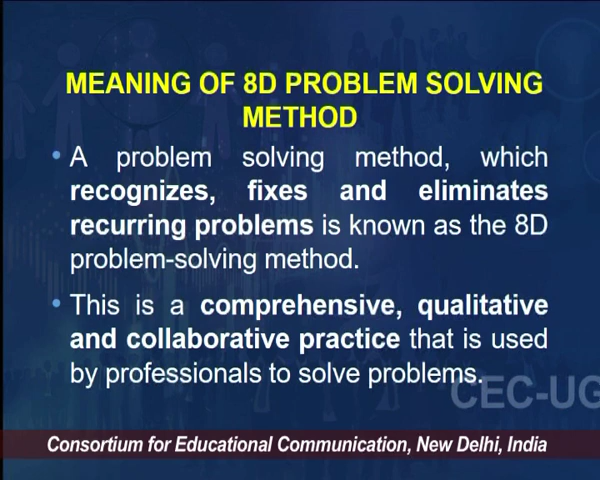 MEANING OF 8D PROBLEM SOLVING
METHOD
• A problem solving method, which
recognizes, fixes and eliminates
recurring problems is known as the 8D
problem-solving method.
• This is a comprehensive, qualitative
and collaborative practice that is used
by professionals to solve problems.
CEC-UG
Consortium for Educational Communication, New Delhi, India